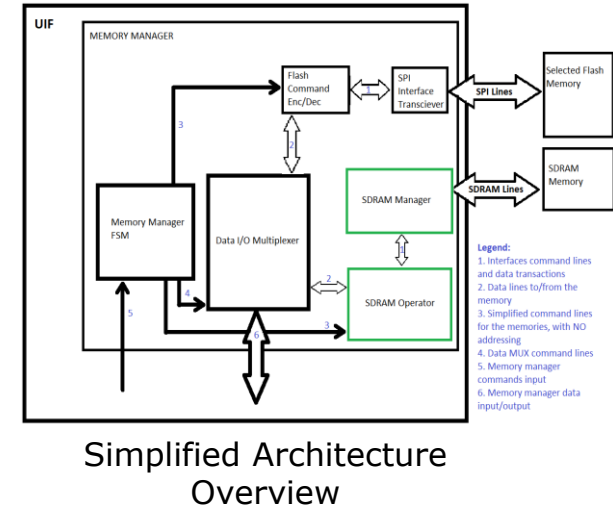 UIF
MEMORY MANAGER
Flash
Command
Enc/Dec
1
SPI
Interface
Transciever
SPI Lines
Selected Flash
Memory
3
2
SDRAM
Memory
SDRAM Lines
SDRAM Manager
Memory Manager
FSM
Data I/O Multiplexer
1
2
SDRAM Operator
4
3
5
6
Legend:
1. Interfaces command lines
and data transactions
2. Data lines to/from the
memory
3. Simplified command lines
for the memories, with NO
addressing
4. Data MUX command lines
5. Memory manager
commands input
6. Memory manager data
input/output
Simplified Architecture
Overview